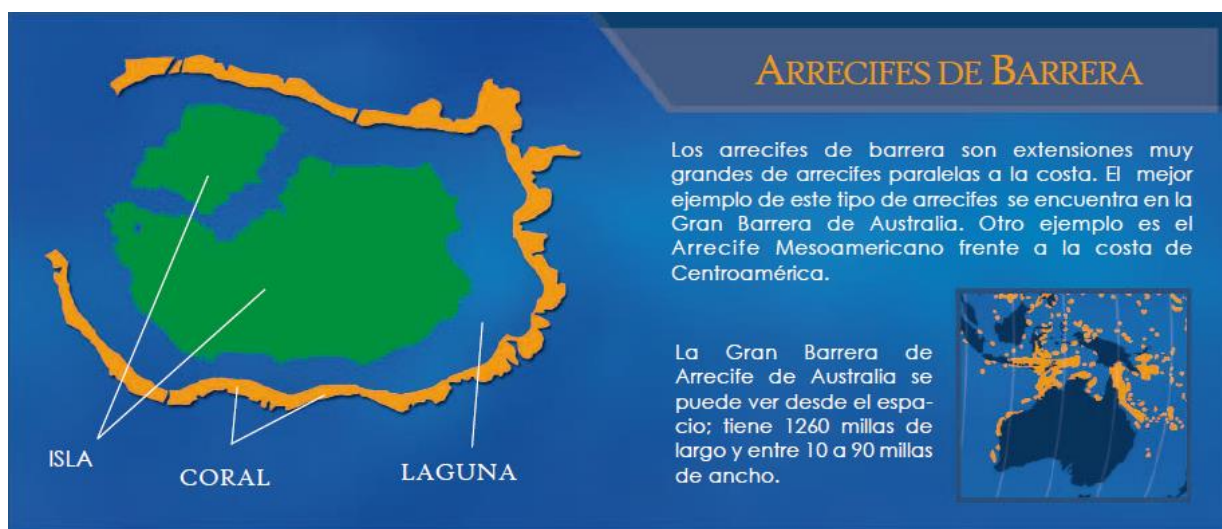 ARRECIFES DE BARRERA
Los arrecifes de barrera son extensiones muy
grandes de arrecifes paralelas a la costa. El mejor
ejemplo de este tipo de arrecifes se encuentra en la
Gran Barrera de Australia. Otro ejemplo es el
Arrecife Mesoamericano frente a la costa de
Centroamérica.
La Gran Barrera de
Arrecife de Australia se
puede ver desde el espa-
cio; tiene 1260 millas de
largo y entre 10 a 90 millas
de ancho.
ISLA
CORAL
LAGUNA